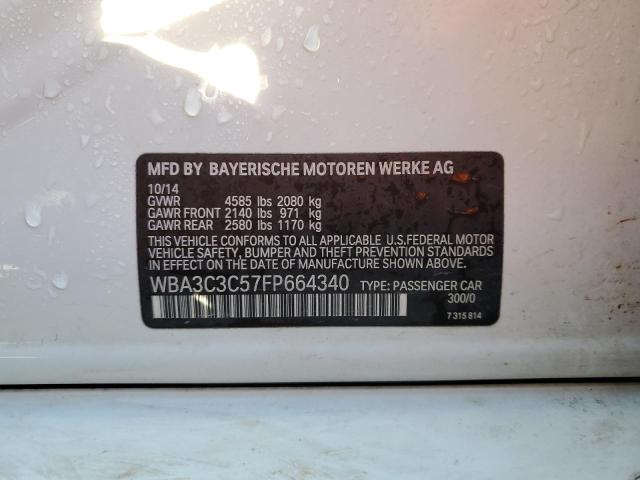 MFD BY BAYERISCHE MOTOREN WERKE AG
10/14
GVWR 4585 lbs 2080 kg
GAWR FRONT 2140 lbs 971 kg
GAWR REAR 2580 lbs 1170 kg
THIS VEHICLE CONFORMS TO ALL APPLICABLE U.S.FEDERAL MOTOR
VEHICLE SAFETY, BUMPER AND THEFT PREVENTION STANDARDS
IN EFFECT ON THE DATE OF MANUFACTURE SHOWN ABOVE.
WBA3C3C57FP664340 TYPE: PASSENGER CAR
300/0
7 315 814